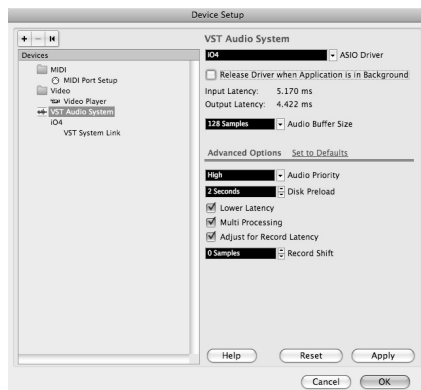 Device Setup
+ −
Devices
MIDI
MIDI Port Setup
Video
Video Player
VST Audio System
iO4
VST System Link
VST Audio System
iO4 ASIO Driver
Release Driver when Application is in Background
Input Latency: 5.170 ms
Output Latency: 4.422 ms
128 Samples Audio Buffer Size
Advanced Options Set to Defaults
High Audio Priority
2 Seconds Disk Preload
Lower Latency
Multi Processing
Adjust for Record Latency
0 Samples Record Shift
Help Reset Apply
Cancel OK